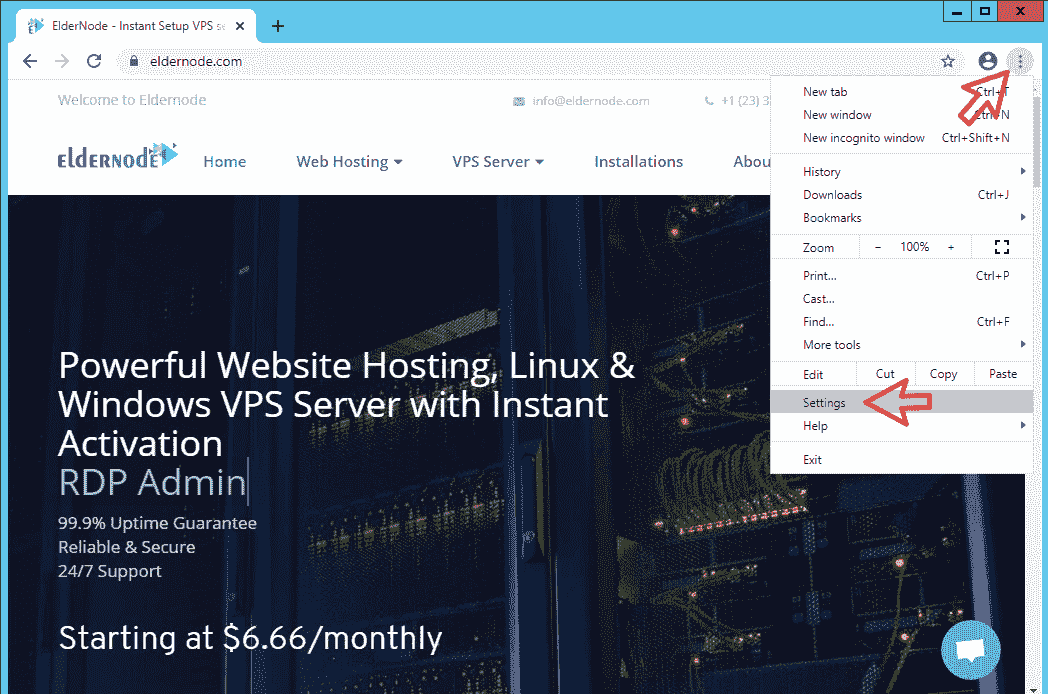 ElderNode - Instant Setup VPS se
eldernode.com
Welcome to Eldernode
info@eldernode.com
+1 (23) 3
ELDERNODE
Home
Web Hosting
VPS Server
Installations
Abou
New tab Ctrl+T
New window Ctrl+N
New incognito window Ctrl+Shift+N
History
Downloads Ctrl+J
Bookmarks
Zoom - 100% +
Print... Ctrl+P
Cast...
Find... Ctrl+F
More tools
Edit Cut Copy Paste
Settings
Help
Exit
Powerful Website Hosting, Linux &
Windows VPS Server with Instant
Activation
RDP Admin
99.9% Uptime Guarantee
Reliable & Secure
24/7 Support
Starting at $6.66/monthly